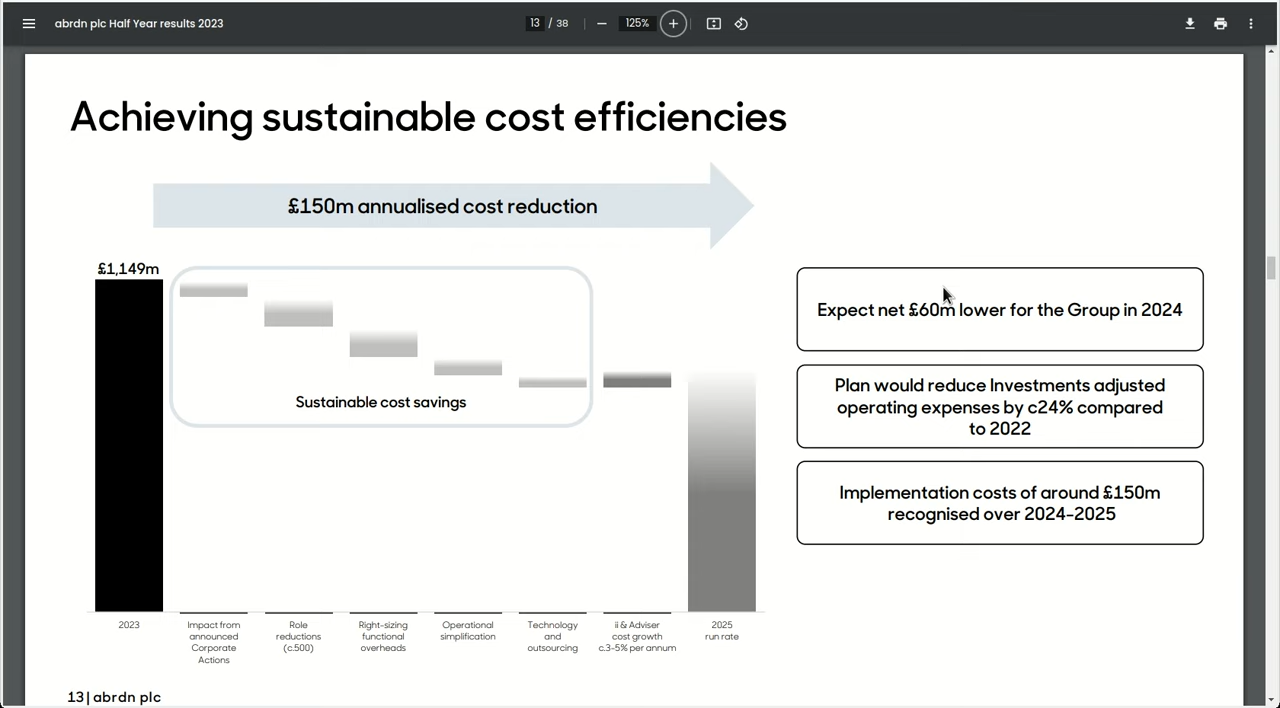 abrdn plc Half Year results 2023
13 / 38
125%
Achieving sustainable cost efficiencies
£150m annualised cost reduction
£1,149m
Sustainable cost savings
2023
Impact from
announced
Corporate
Actions
Role
reductions
(c.500)
Right-sizing
functional
overheads
Operational
simplification
Technology
and
outsourcing
ii & Adviser
cost growth
c.3-5% per annum
2025
run rate
Expect net £60m lower for the Group in 2024
Plan would reduce Investments adjusted
operating expenses by c24% compared
to 2022
Implementation costs of around £150m
recognised over 2024-2025
13| abrdn plc